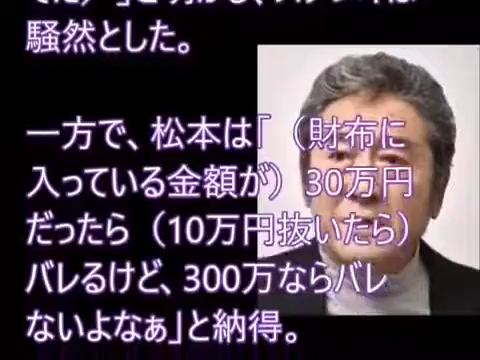 騒然とした。
一方で、松本は「（財布に
入っている金額が）30万円
だったら（10万円抜いたら）
バレるけど、300万ならバレ
ないよなぁ」と納得。